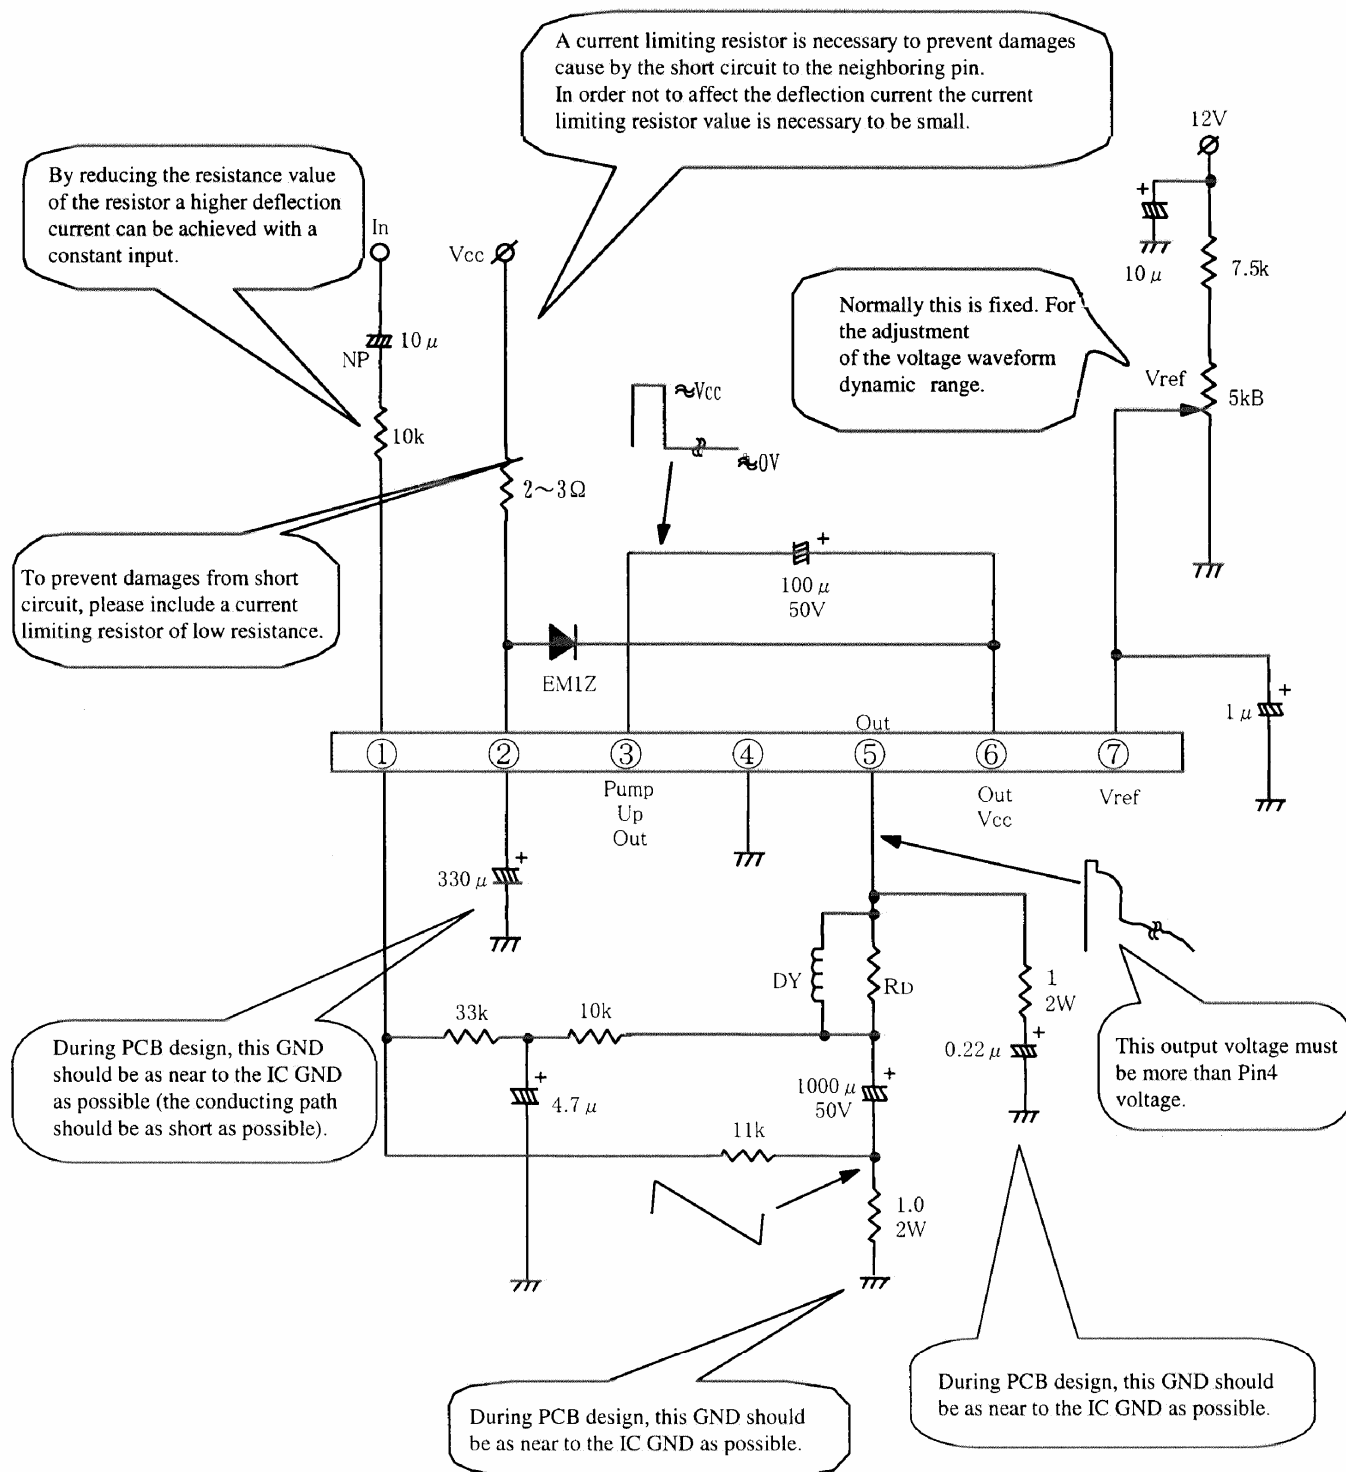 A current limiting resistor is necessary to prevent damages
cause by the short circuit to the neighboring pin.
In order not to affect the deflection current the current
limiting resistor value is necessary to be small.
12V
By reducing the resistance value
of the resistor a higher deflection
current can be achieved with a
constant input.
In
Vcc
+
10 μ
7.5k
Normally this is fixed. For
the adjustment
of the voltage waveform
dynamic range.
Vref
5kB
10 μ
NP
10k
≈Vcc
≈0V
2~3Ω
To prevent damages from short
circuit, please include a current
limiting resistor of low resistance.
+
100 μ
50V
EM1Z
+
1 μ
Out
① ② ③ ④ ⑤ ⑥ ⑦
Pump
Up
Out
Out
Vcc
Vref
+
330 μ
DY
RD
1
2W
33k
10k
+
0.22 μ
During PCB design, this GND
should be as near to the IC GND
as possible (the conducting path
should be as short as possible).
+
4.7 μ
+
1000 μ
50V
This output voltage must
be more than Pin4
voltage.
11k
1.0
2W
During PCB design, this GND should
be as near to the IC GND as possible.
During PCB design, this GND should
be as near to the IC GND as possible.